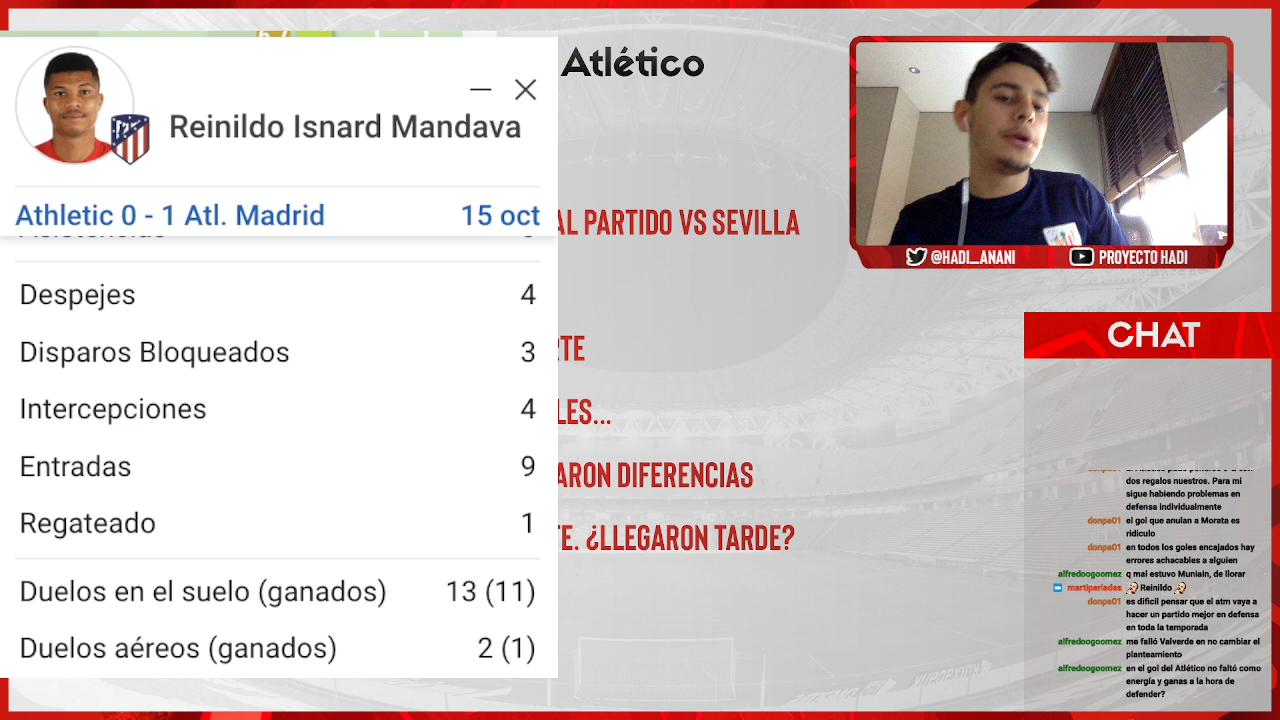 Atlético
Reinildo Isnard Mandava
Athletic 0 - 1 Atl. Madrid 15 oct
Despejes 4
Disparos Bloqueados 3
Intercepciones 4
Entradas 9
Regateado 1
Duelos en el suelo (ganados) 13 (11)
Duelos aéreos (ganados) 2 (1)
AL PARTIDO VS SEVILLA
RTE
LES...
ARON DIFERENCIAS
TE. ¿LLEGARON TARDE?
@HADI_ANANI PROYECTO HADI
CHAT
dos regalos nuestros. Para mi
sigue habiendo problemas en
defensa individualmente
donpa01 el gol que anulan a Morata es
ridiculo
donpa01 en todos los goles encajados hay
errores achacables a alguien
alfredoogoomez q mal estuvo Muniain, de llorar
martipariadas Reinildo
donpa01 es dificil pensar que el atm vaya a
hacer un partido mejor en defensa
en toda la temporada
alfredoogoomez me falló Valverde en no cambiar el
planteamiento
alfredoogoomez en el gol del Atlético no faltó como
energía y ganas a la hora de
defender?